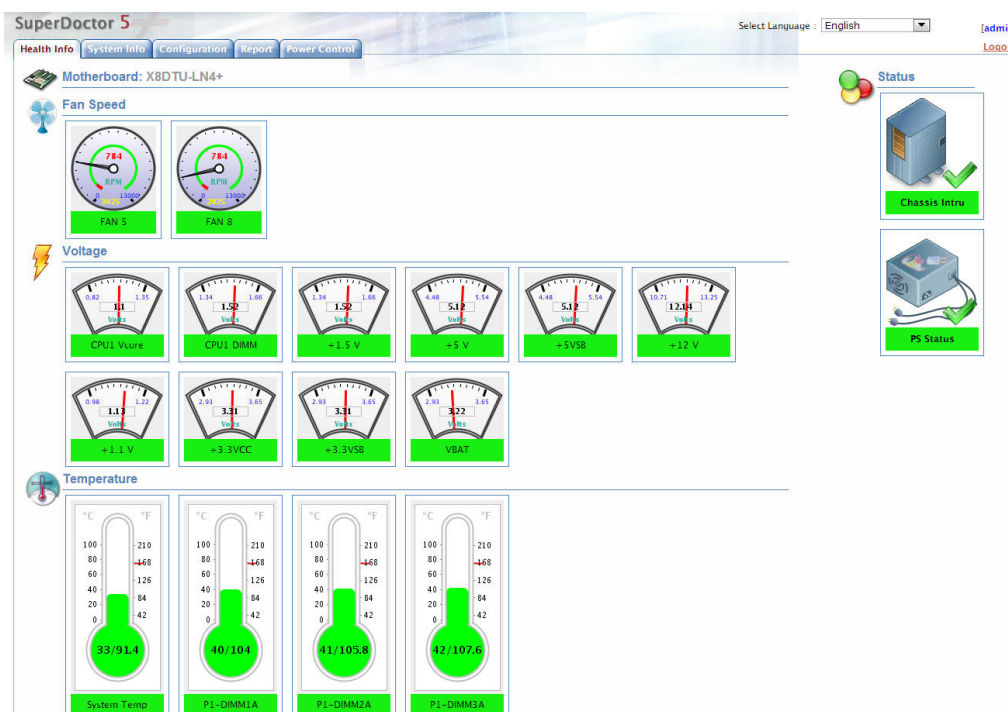 SuperDoctor 5
Select Language : English
[admi
Logo
Health Info System Info Configuration Report Power Control
Motherboard: X8DTU-LN4+
Status
Fan Speed
784 784
RPM RPM
0 13000 0 13000
3025 3025
FAN 5 FAN 8
Chassis Intru
Voltage
0.82 1.35 1.34 1.66 1.34 1.66 4.48 5.54 4.48 5.54 10.71 13.25
1.1 1.52 1.52 5.12 5.12 12.14
Volts Volts Volts Volts Volts Volts
CPU1 Vcore CPU1 DIMM +1.5 V +5 V +5VSB +12 V
PS Status
0.98 1.22 2.93 3.65 2.93 3.65 2.93 3.65
1.13 3.31 3.31 3.22
Volts Volts Volts Volts
+1.1 V +3.3VCC +3.3VSB VBAT
Temperature
°C °F °C °F °C °F °C °F
100 210 100 210 100 210 100 210
80 168 80 168 80 168 80 168
60 126 60 126 60 126 60 126
40 84 40 84 40 84 40 84
20 42 20 42 20 42 20 42
0 0 0 0
33/91.4 40/104 41/105.8 42/107.6
System Temp P1-DIMM1A P1-DIMM2A P1-DIMM3A